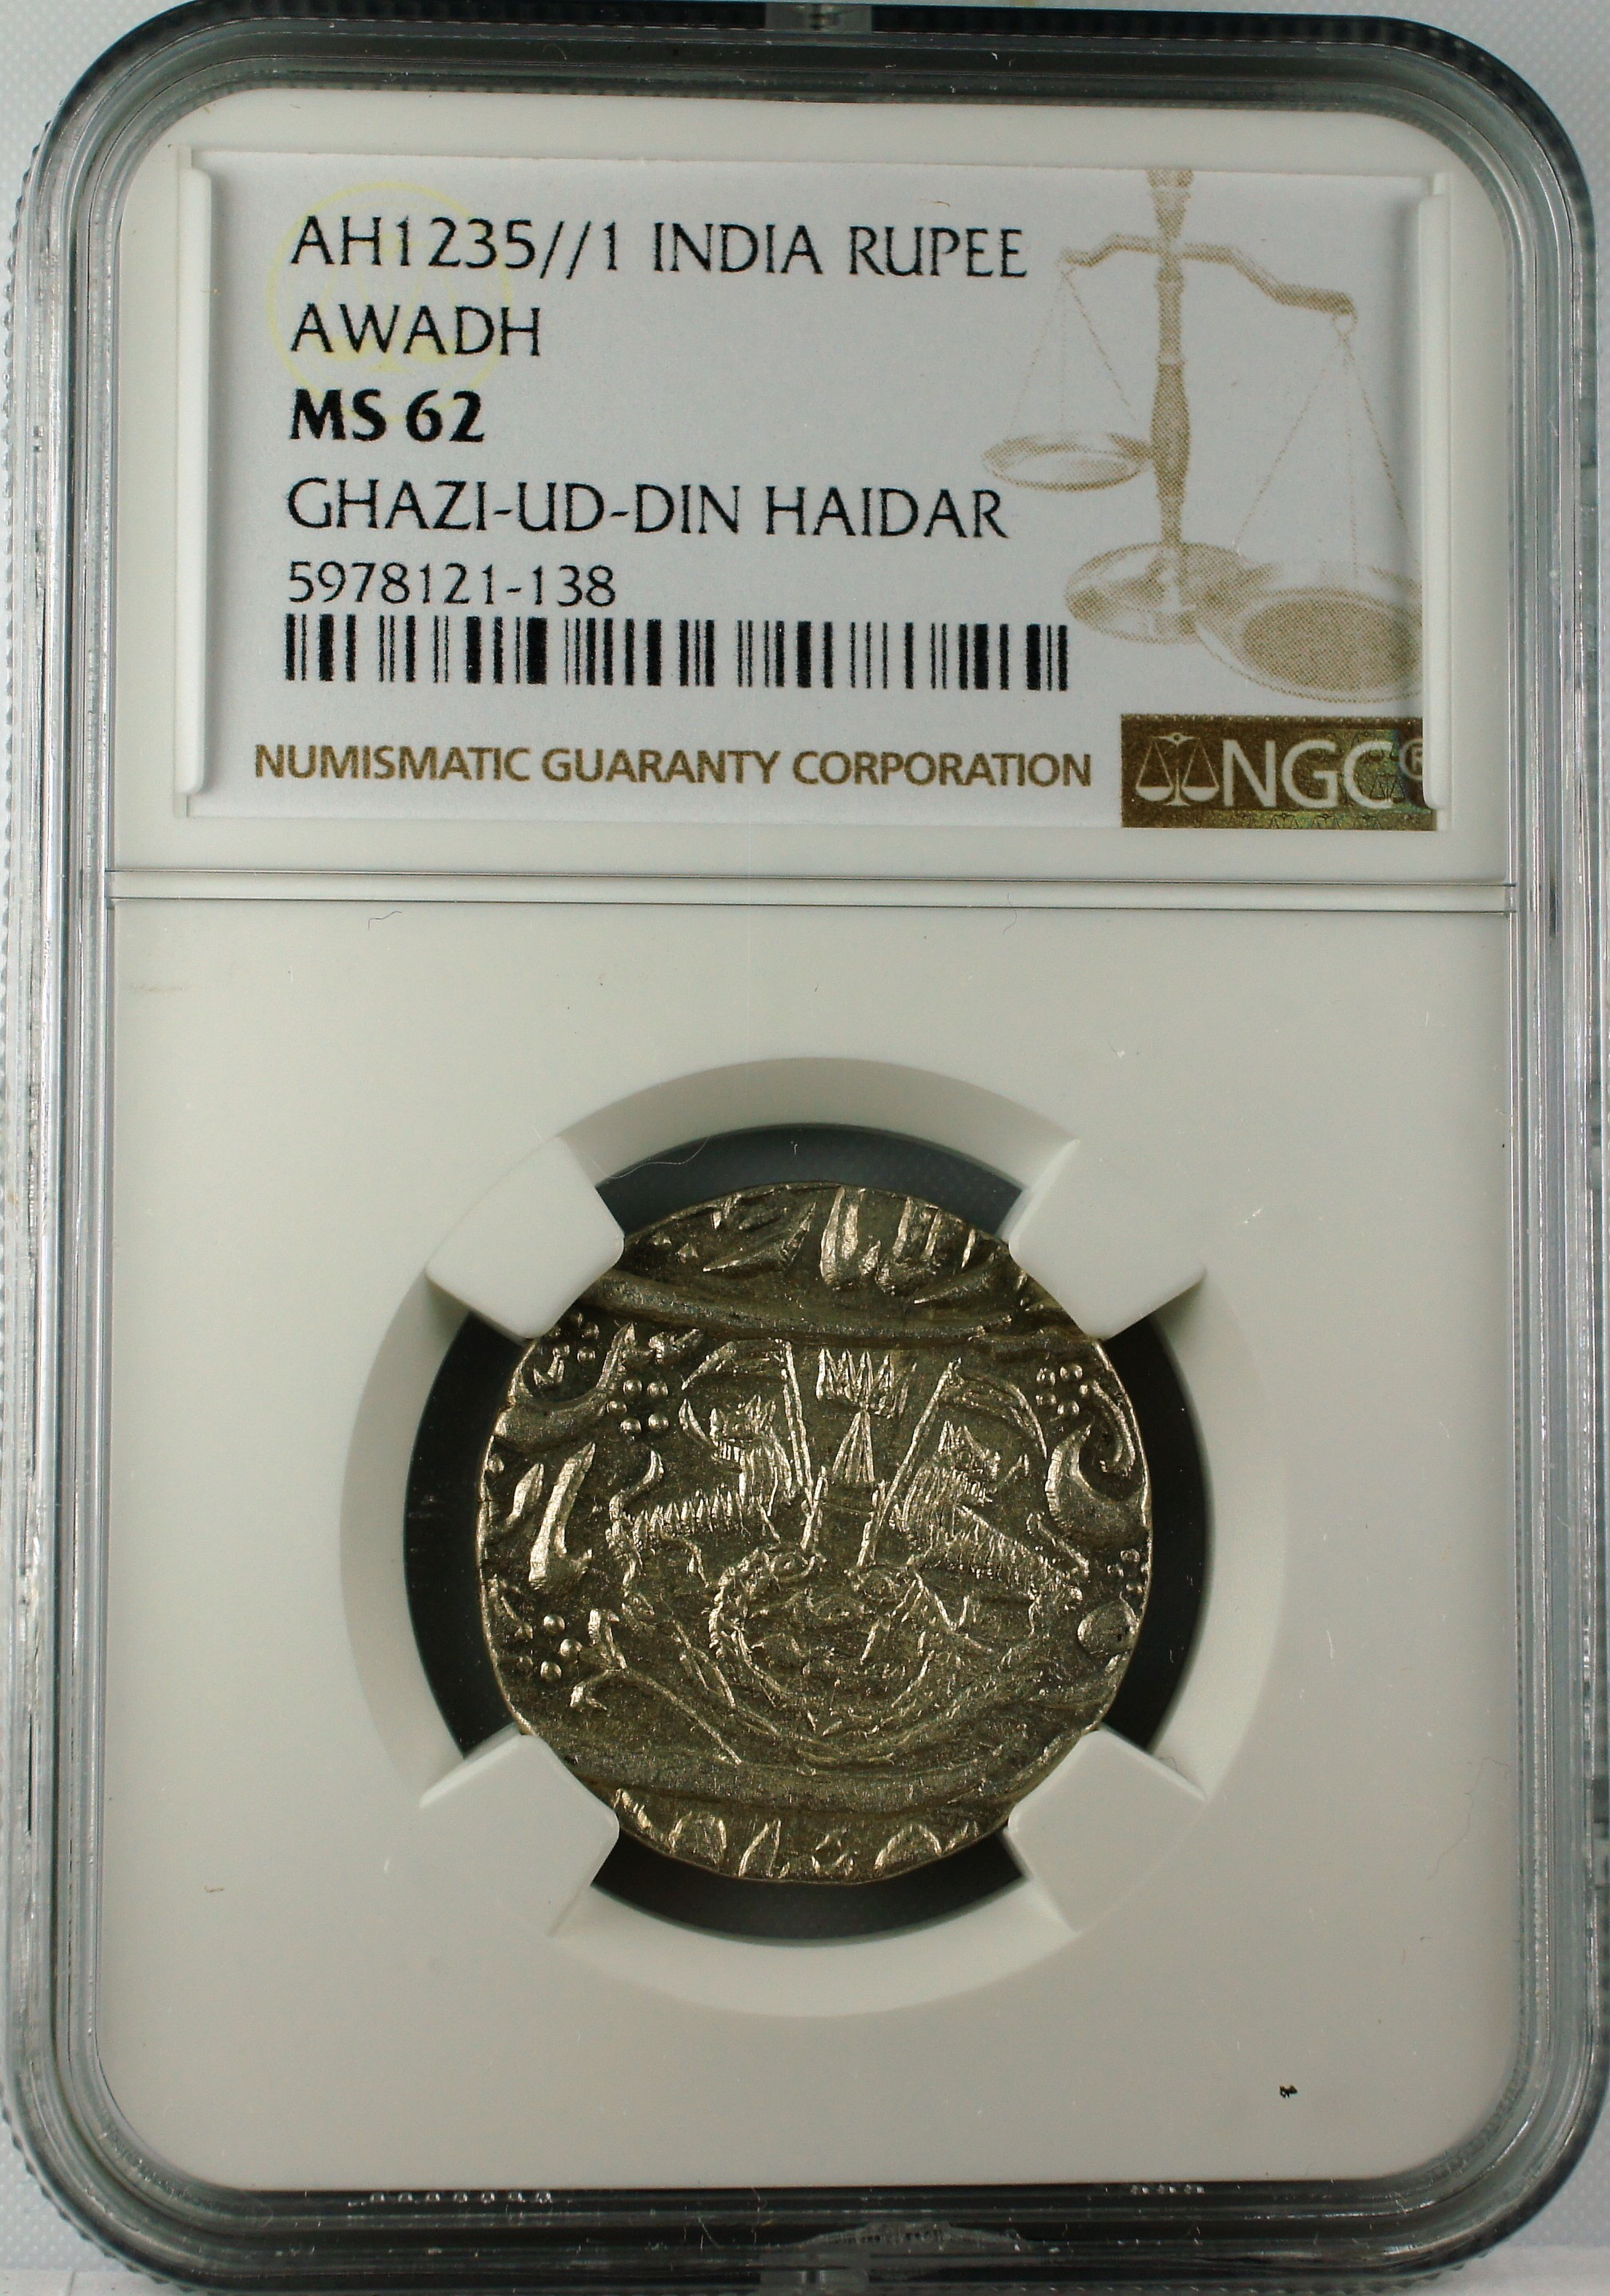 AH1235//1 INDIA RUPEE
AWADH
MS 62
GHAZI-UD-DIN HAIDAR
5978121-138
NUMISMATIC GUARANTY CORPORATION
NGC®